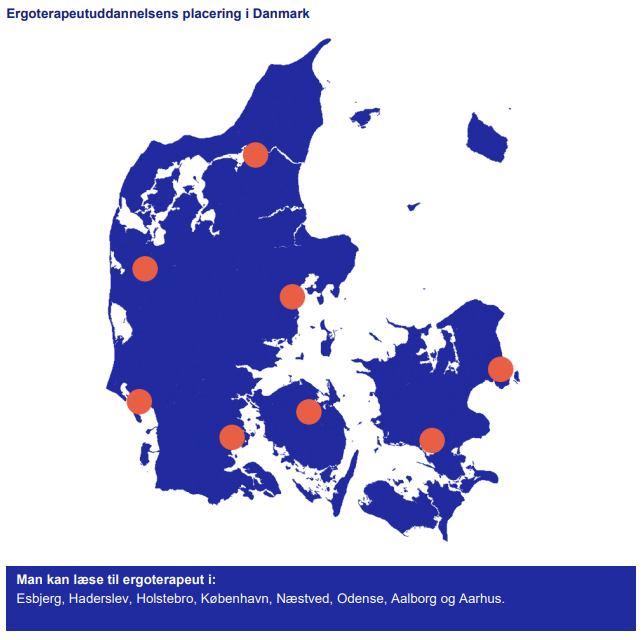 Ergoterapeutuddannelsens placering i Danmark
Man kan læse til ergoterapeut i:
Esbjerg, Haderslev, Holstebro, København, Næstved, Odense, Aalborg og Aarhus.